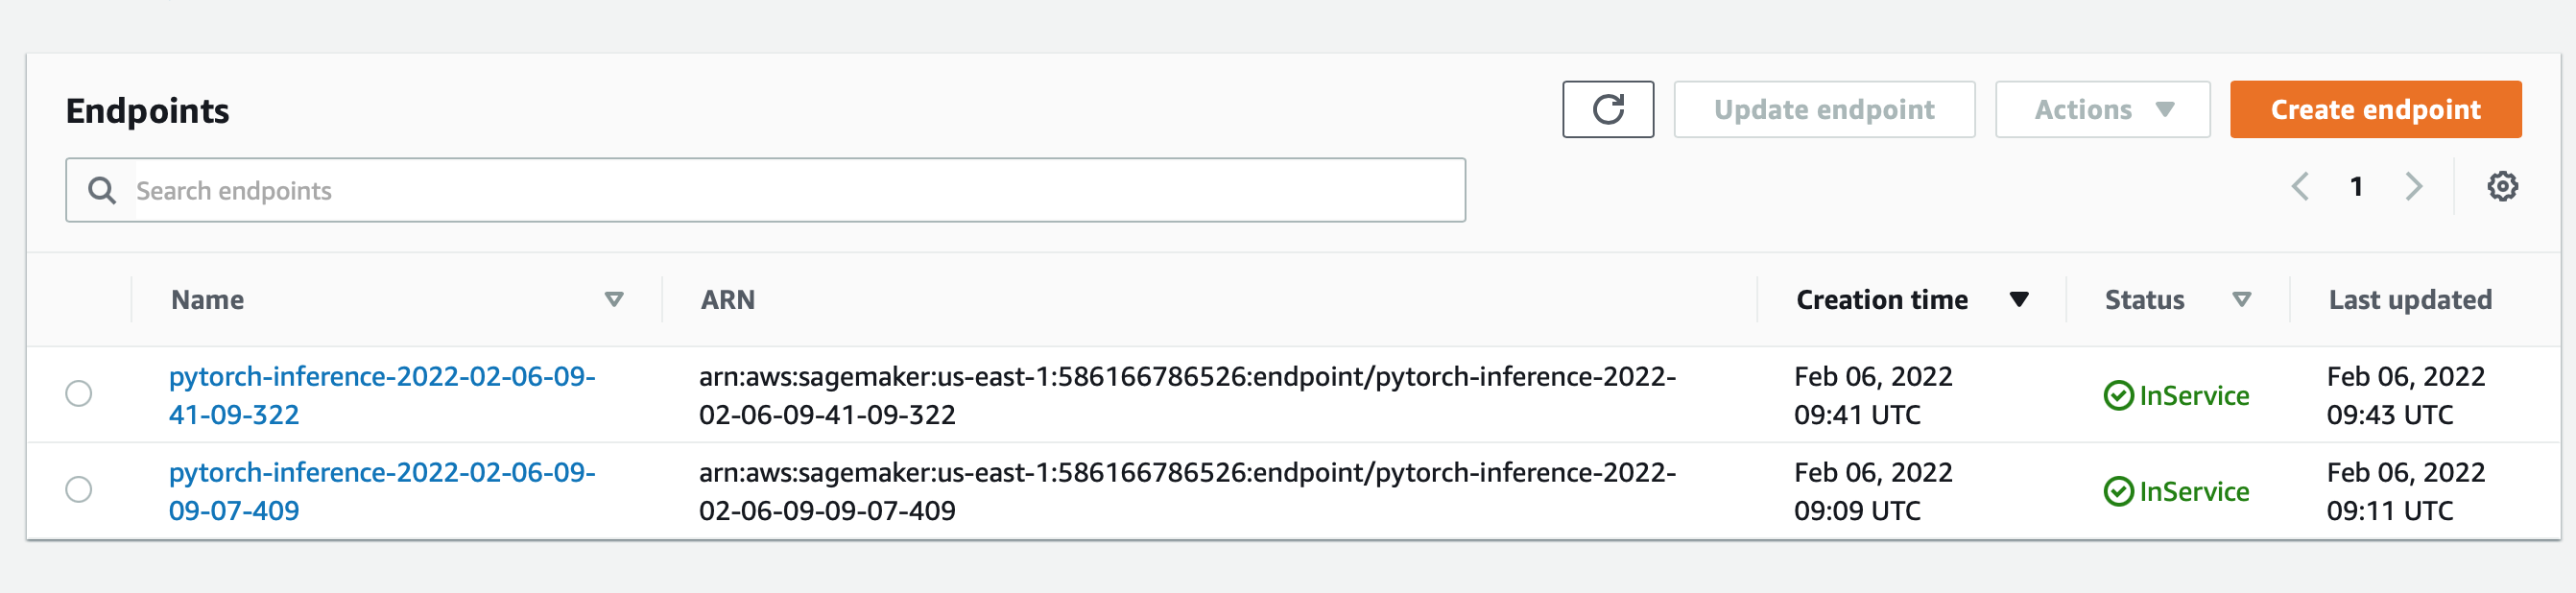 Endpoints
Update endpoint
Actions
Create endpoint
Search endpoints
1
Name
ARN
Creation time
Status
Last updated
pytorch-inference-2022-02-06-09-
41-09-322
arn:aws:sagemaker:us-east-1:586166786526:endpoint/pytorch-inference-2022-
02-06-09-41-09-322
Feb 06, 2022
09:41 UTC
InService
Feb 06, 2022
09:43 UTC
pytorch-inference-2022-02-06-09-
09-07-409
arn:aws:sagemaker:us-east-1:586166786526:endpoint/pytorch-inference-2022-
02-06-09-09-07-409
Feb 06, 2022
09:09 UTC
InService
Feb 06, 2022
09:11 UTC